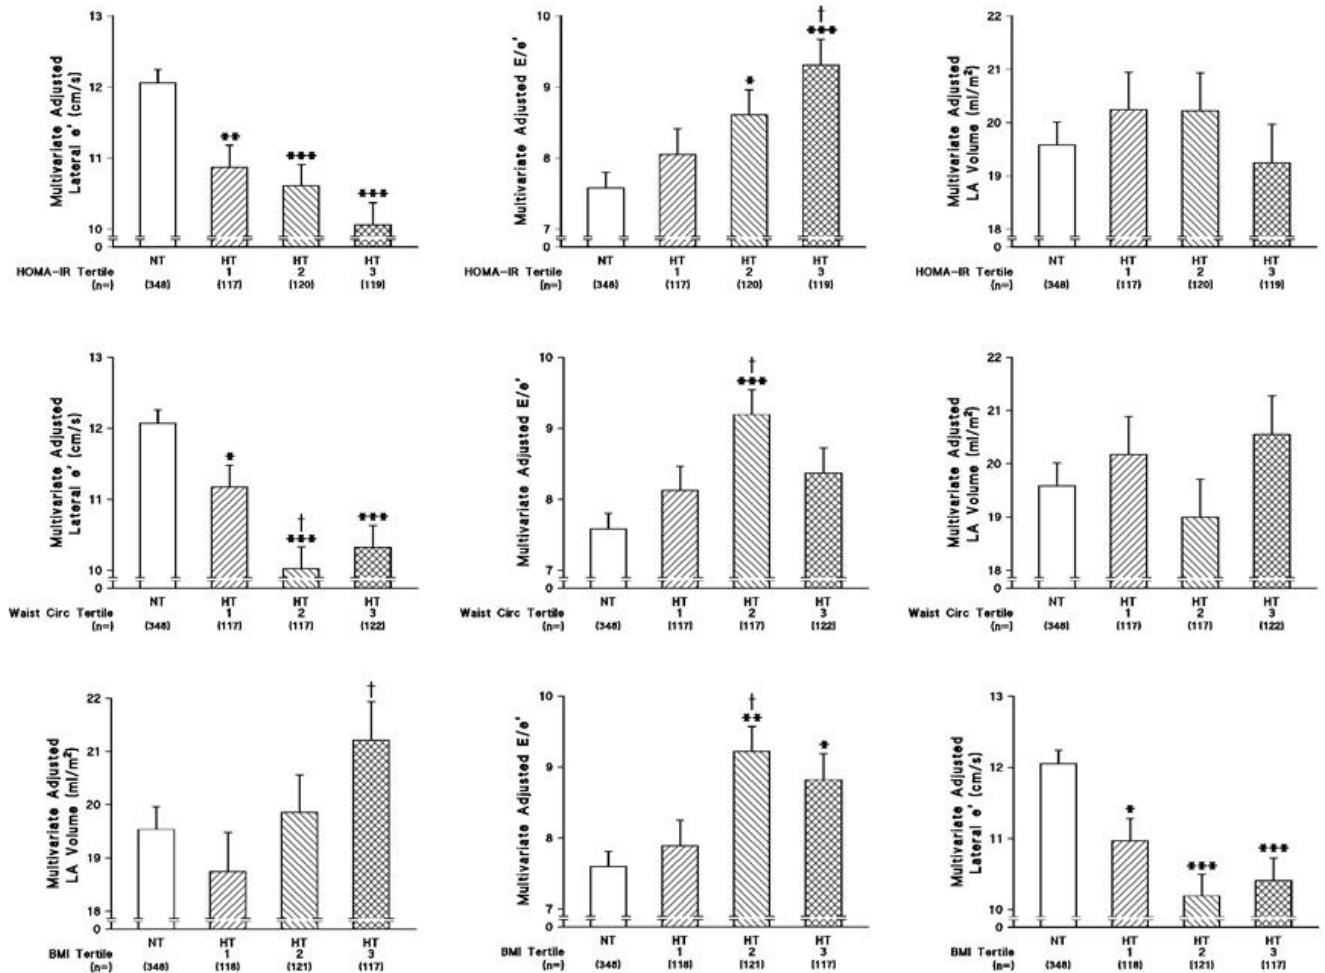 Multivariate Adjusted
Lateral e' (cm/s)
13
12
11
10
0
**
***
***
NT HT HT HT
HOMA-IR Tertile 1 2 3
(n=) (348) (117) (120) (119)
Multivariate Adjusted E/e'
10
9
8
7
0
*
†
***
NT HT HT HT
HOMA-IR Tertile 1 2 3
(n=) (348) (117) (120) (119)
Multivariate Adjusted
LA Volume (ml/m²)
22
21
20
19
18
0
NT HT HT HT
HOMA-IR Tertile 1 2 3
(n=) (348) (117) (120) (119)
Multivariate Adjusted
Lateral e' (cm/s)
13
12
11
10
0
*
†
***
***
NT HT HT HT
Waist Circ Tertile 1 2 3
(n=) (348) (117) (117) (122)
Multivariate Adjusted E/e'
10
9
8
7
0
†
***
NT HT HT HT
Waist Circ Tertile 1 2 3
(n=) (348) (117) (117) (122)
Multivariate Adjusted
LA Volume (ml/m²)
22
21
20
19
18
0
NT HT HT HT
Waist Circ Tertile 1 2 3
(n=) (348) (117) (117) (122)
Multivariate Adjusted
LA Volume (ml/m²)
22
21
20
19
18
0
†
NT HT HT HT
BMI Tertile 1 2 3
(n=) (348) (118) (121) (117)
Multivariate Adjusted E/e'
10
9
8
7
0
†
**
*
NT HT HT HT
BMI Tertile 1 2 3
(n=) (348) (118) (121) (117)
Multivariate Adjusted
Lateral e' (cm/s)
13
12
11
10
0
*
***
***
NT HT HT HT
BMI Tertile 1 2 3
(n=) (348) (118) (121) (117)